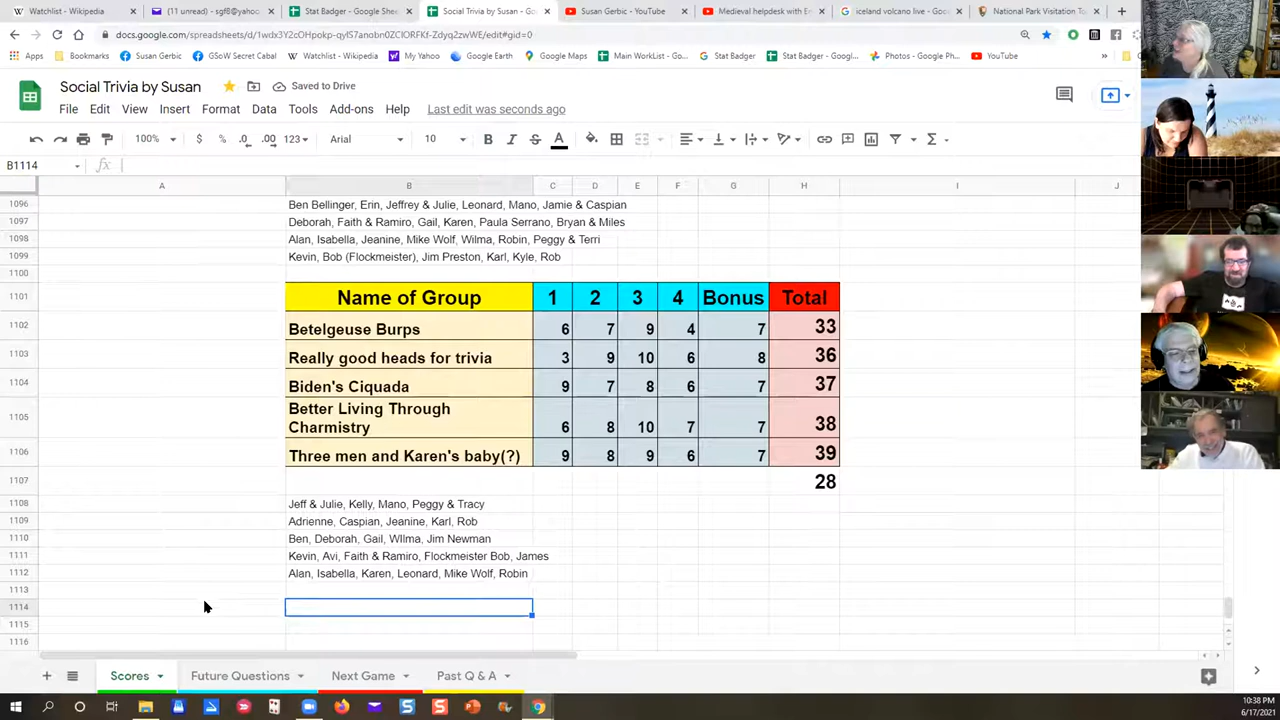 Watchlist - Wikipedia
(11 unread) - sgf8@yahoo
Stat Badger - Google Shee
Social Trivia by Susan - Go
Susan Gerbic - YouTube
Medieval helpdesk with En
iceland volcano live - Goo
National Park Visitation To
docs.google.com/spreadsheets/d/
Apps Bookmarks Susan Gerbic GSoW Secret Ca Watchlist - Wikipedia My Yahoo Google Earth Google Maps Main WorkList - Go Stat Badger Stat Badger - Googl Photos - Google Ph YouTube
Social Trivia by Susan Saved to Drive
File Edit View Insert Format Data Tools Add-ons Help Last edit was seconds ago
100% $ % .0 .00 123 Arial 10 B I S A
B1114 fx
A B C D E F G H I J
1096 Ben Bellinger, Erin, Jeffrey & Julie, Leonard, Mano, Jamie & Caspian
1097 Deborah, Faith & Ramiro, Gail, Karen, Paula Serrano, Bryan & Miles
1098 Alan, Isabella, Jeanine, Mike Wolf, Wilma, Robin, Peggy & Terri
1099 Kevin, Bob (Flockmeister), Jim Preston, Karl, Kyle, Rob
1100
1101 Name of Group 1 2 3 4 Bonus Total
1102 Betelgeuse Burps 6 7 9 4 7 33
1103 Really good heads for trivia 3 9 10 6 8 36
1104 Biden's Ciquada 9 7 8 6 7 37
1105 Better Living Through
Charmistry 6 8 10 7 7 38
1106 Three men and Karen's baby(?) 9 8 9 6 7 39
1107 28
1108 Jeff & Julie, Kelly, Mano, Peggy & Tracy
1109 Adrienne, Caspian, Jeanine, Karl, Rob
1110 Ben, Deborah, Gail, WIlma, Jim Newman
1111 Kevin, Avi, Faith & Ramiro, Flockmeister Bob, James
1112 Alan, Isabella, Karen, Leonard, Mike Wolf, Robin
1113
1114
1115
1116
Scores Future Questions Next Game Past Q & A
10:38 PM
6/17/2021